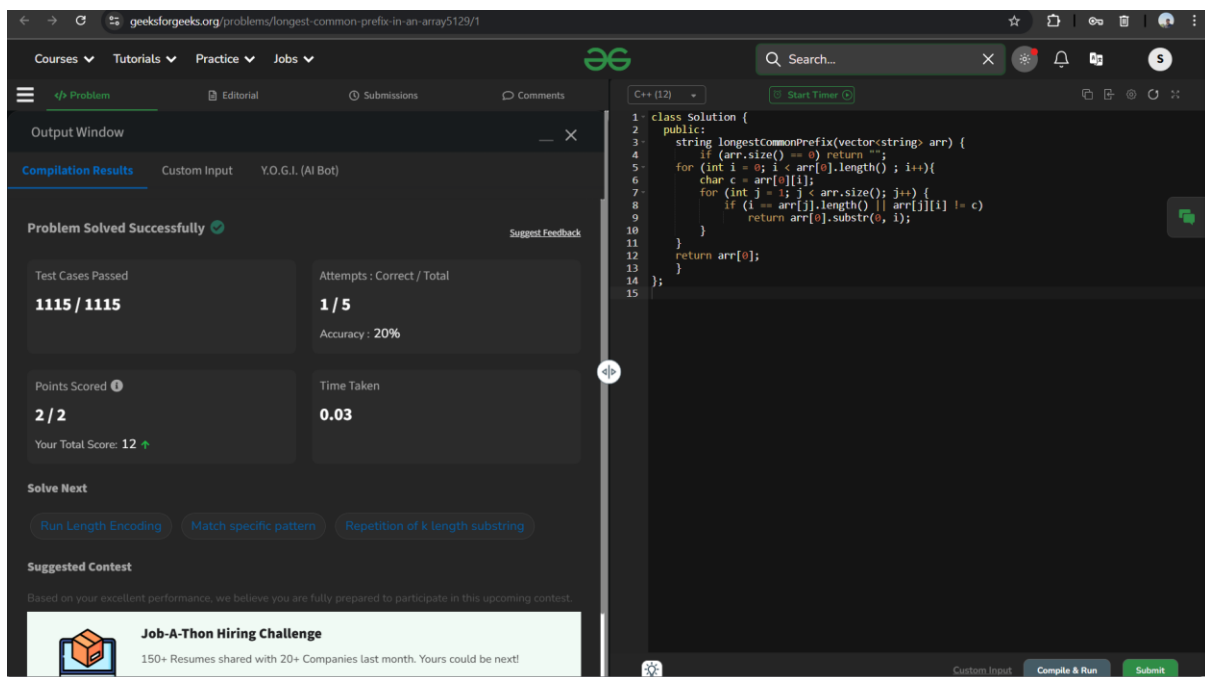 geeksforgeeks.org/problems/longest-common-prefix-in-an-array5129/1
Courses Tutorials Practice Jobs
Search...
S
</> Problem Editorial Submissions Comments
Output Window
Compilation Results Custom Input Y.O.G.I. (AI Bot)
Problem Solved Successfully
Suggest Feedback
Test Cases Passed
1115 / 1115
Attempts : Correct / Total
1 / 5
Accuracy : 20%
Points Scored
2 / 2
Your Total Score: 12
Time Taken
0.03
Solve Next
Run Length Encoding Match specific pattern Repetition of k length substring
Suggested Contest
Based on your excellent performance, we believe you are fully prepared to participate in this upcoming contest.
Job-A-Thon Hiring Challenge
150+ Resumes shared with 20+ Companies last month. Yours could be next!
C++ (12) Start Timer
1 class Solution {
2 public:
3 string longestCommonPrefix(vector<string> arr) {
4 if (arr.size() == 0) return "";
5 for (int i = 0; i < arr[0].length() ; i++){
6 char c = arr[0][i];
7 for (int j = 1; j < arr.size(); j++) {
8 if (i == arr[j].length() || arr[j][i] != c)
9 return arr[0].substr(0, i);
10 }
11 }
12 return arr[0];
13 }
14 };
15
Custom Input Compile & Run Submit